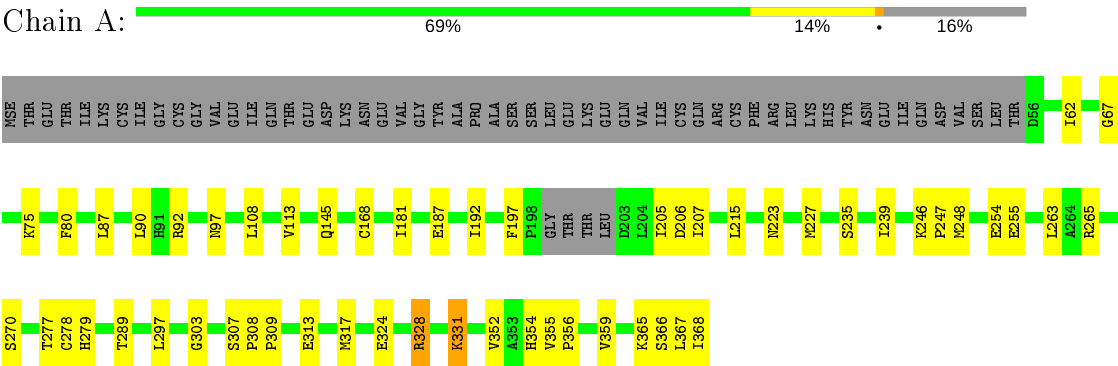 Chain A:
69% 14% • 16%
MSE THR GLU THR ILE LYS CYS ILE GLY CYS GLY VAL GLU ILE GLN THR GLU ASP LYS ASN GLU VAL GLY TYR ALA PRO ALA SER SER LEU GLU LYS GLU GLN VAL ILE CYS GLN ARG CYS PHE ARG LEU LYS HIS TYR ASN GLU ILE GLN ASP VAL SER LEU THR D56 I62 G67
K75 F80 L87 L90 H91 R92 N97 L108 V113 Q145 C168 I181 E187 I192 F197 P198 GLY THR THR LEU D203 L204 I205 D206 I207 L215 N223 M227 S235 I239 K246 P247 M248 E254 E255 L263 A264 R265
S270 T277 C278 H279 T289 L297 G303 S307 P308 P309 E313 M317 E324 R328 K331 V352 A353 H354 V355 P356 V359 K365 S366 L367 I368